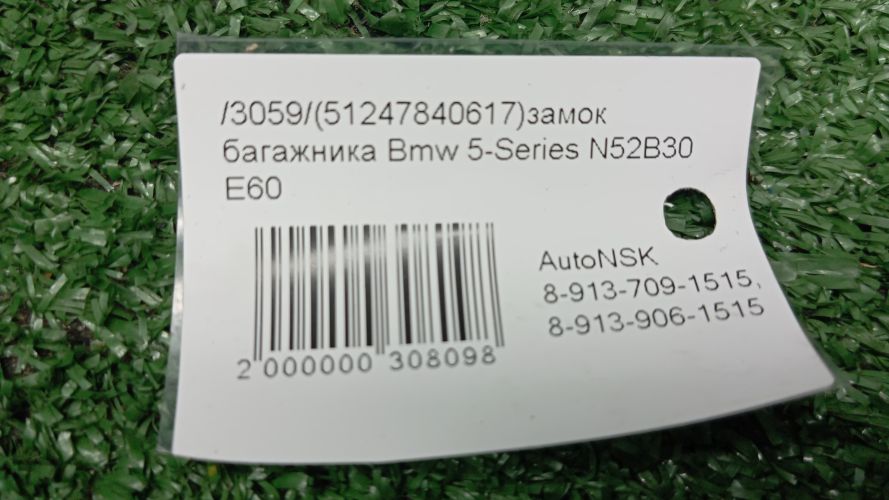 /3059/(51247840617)замок
багажника Bmw 5-Series N52B30
E60
AutoNSK
8-913-709-1515,
8-913-906-1515
2 000000 308098